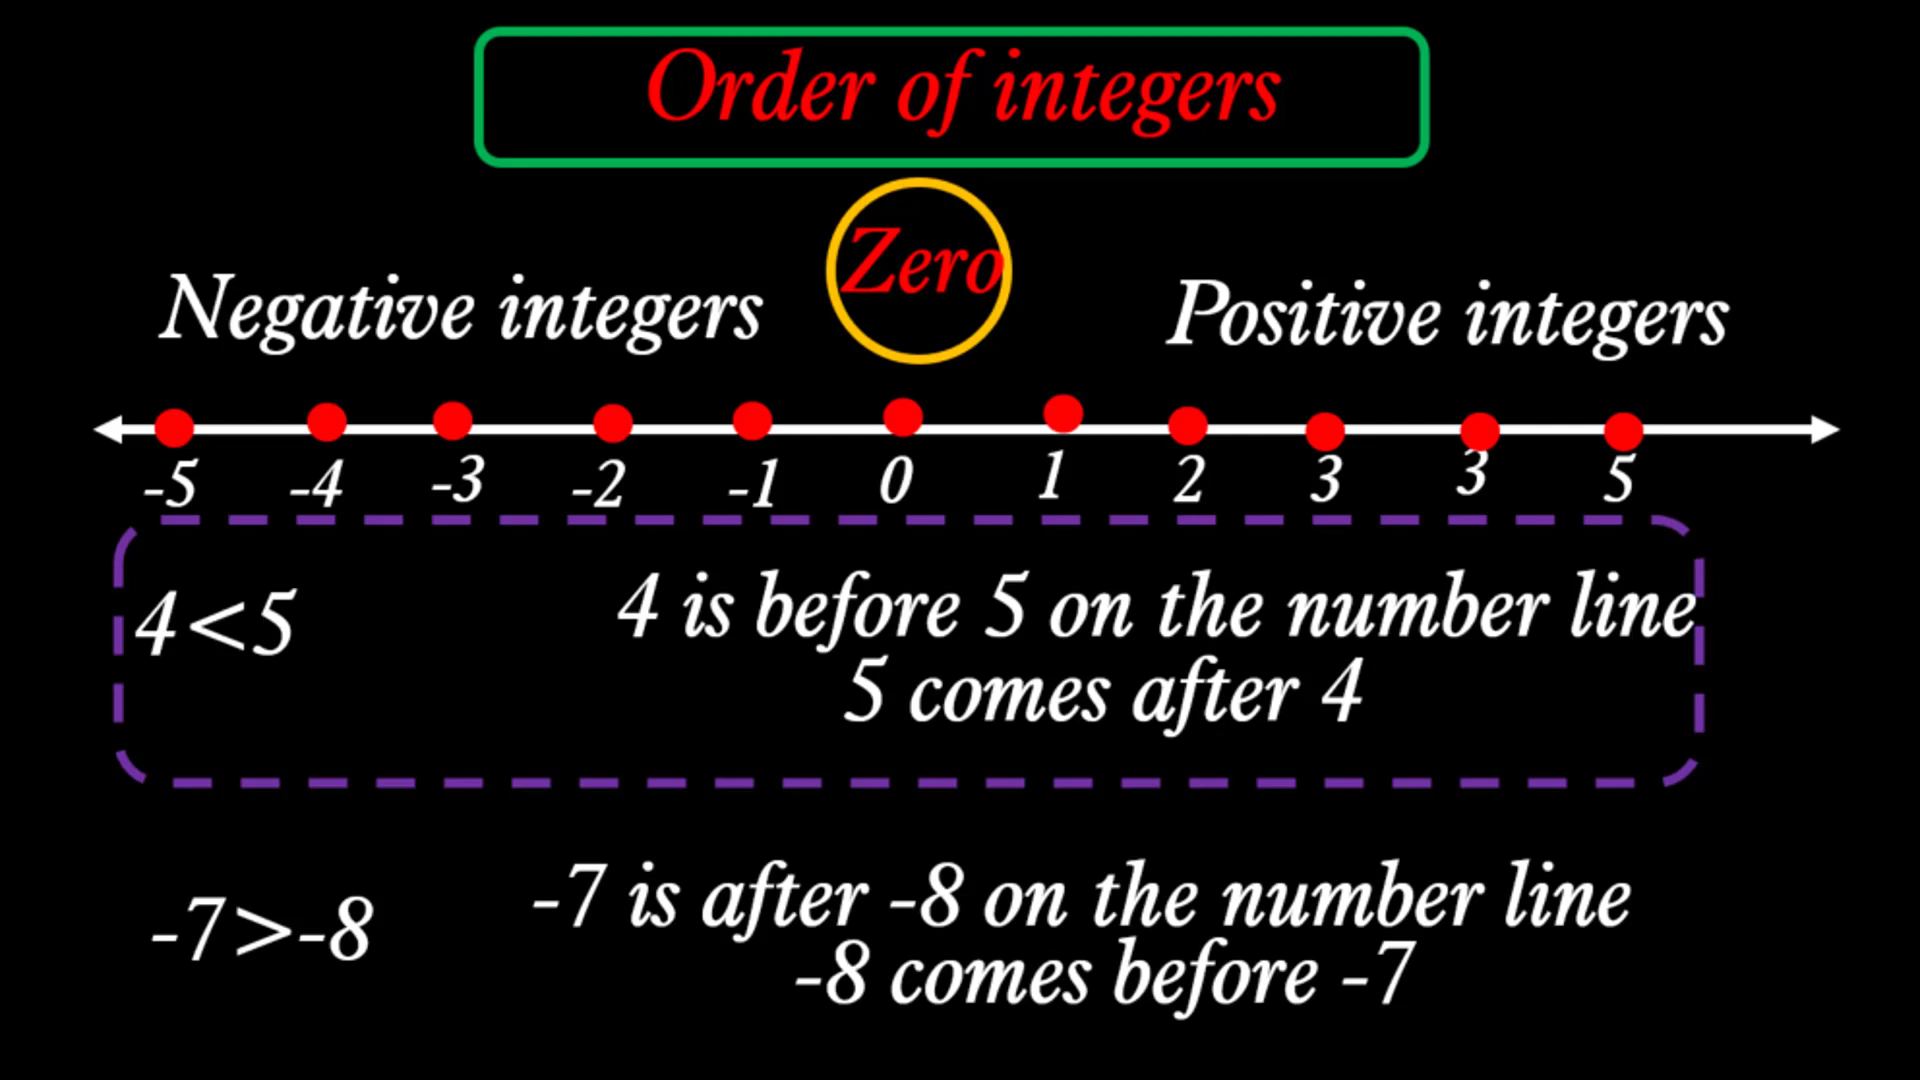 Order of integers
Zero
Negative integers
Positive integers
-5 -4 -3 -2 -1 0 1 2 3 3 5
4<5
4 is before 5 on the number line
5 comes after 4
-7>-8
-7 is after -8 on the number line
-8 comes before -7